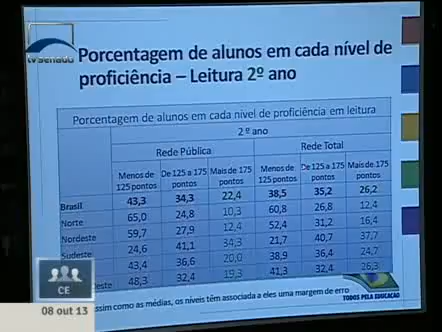 tv senado
Porcentagem de alunos em cada nível de
proficiência – Leitura 2º ano
Porcentagem de alunos em cada nível de proficiência em leitura
2 º ano
Rede Pública Rede Total
Menos de 125 pontos De 125 a 175 pontos Mais de 175 pontos Menos de 125 pontos De 125 a 175 pontos Mais de 175 pontos
Brasil 43,3 34,3 22,4 38,5 35,2 26,2
Norte 65,0 24,8 10,3 60,8 26,8 12,4
Nordeste 59,7 27,9 12,4 52,4 31,2 16,4
Sudeste 24,6 41,1 34,3 21,7 40,7 37,7
43,4 36,6 20,0 38,9 36,4 24,7
este 48,3 32,4 19,3 41,3 32,4 26,3
ssim como as médias, os níveis têm associada a eles uma margem de erro
TODOS PELA EDUCAÇÃO
CE
08 out 13